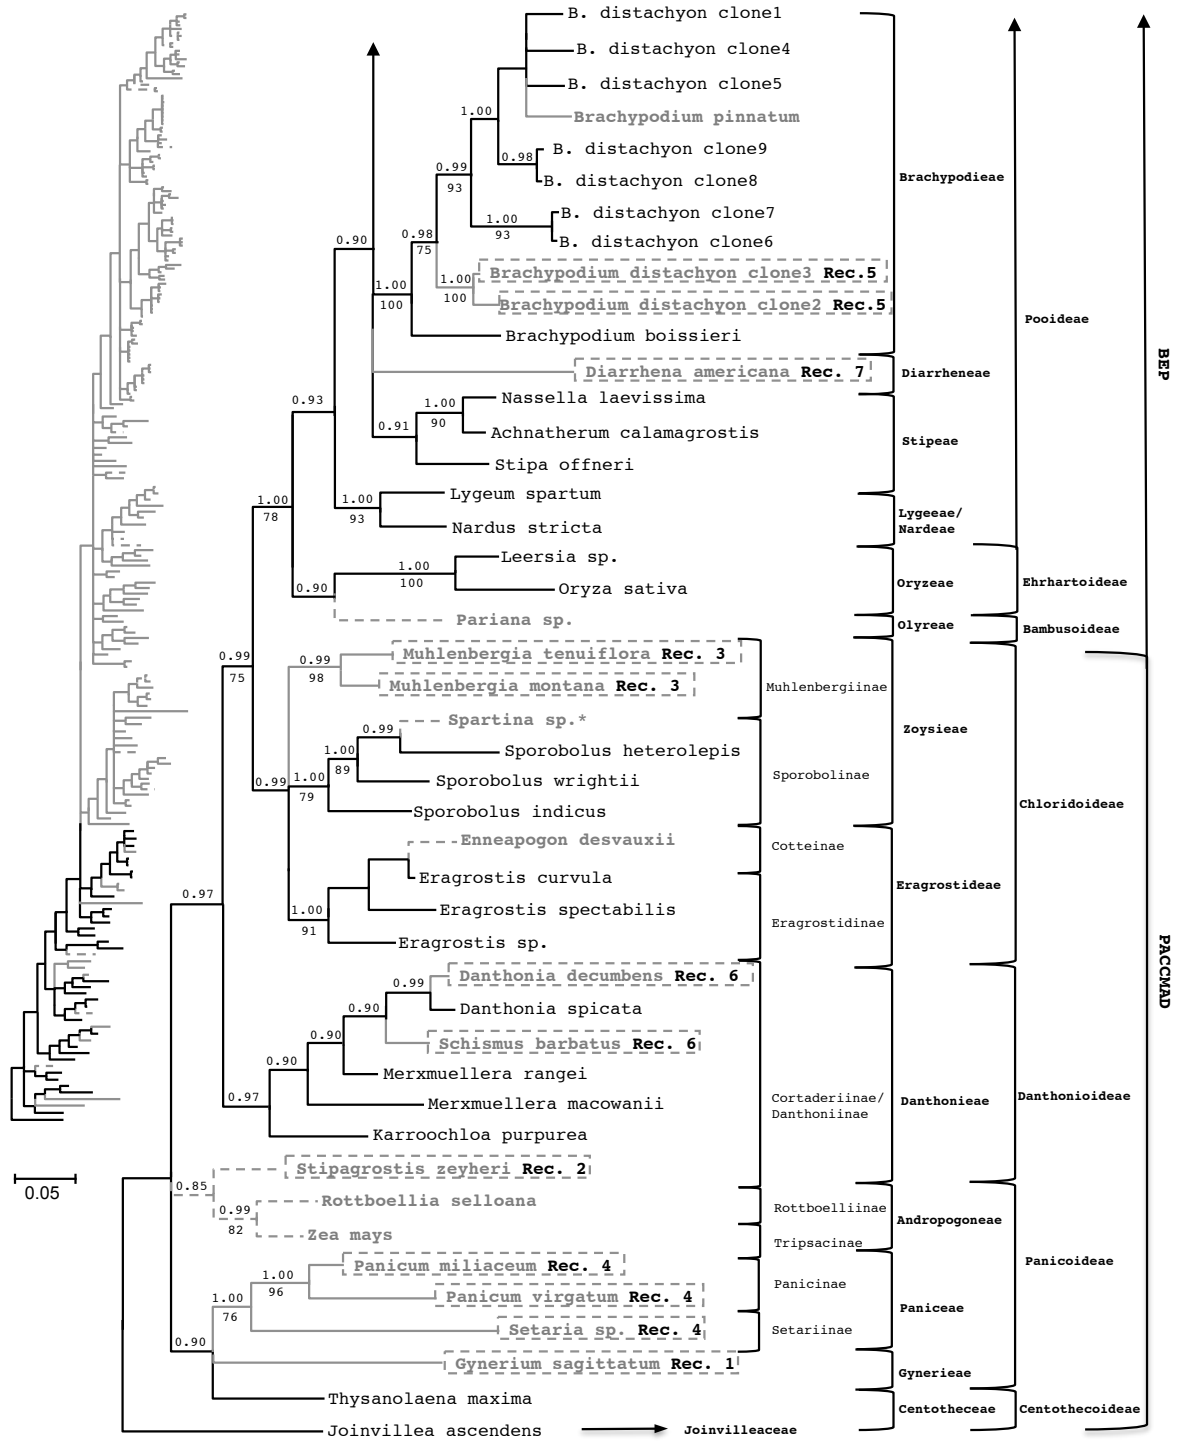 B. distachyon clone1
B. distachyon clone4
B. distachyon clone5
1.00
Brachypodium pinnatum
B. distachyon clone9
0.98
0.99
B. distachyon clone8
Brachypodieae
93
B. distachyon clone7
1.00
93
0.98
B. distachyon clone6
0.90
75
Brachypodium distachyon clone3 Rec.5
1.00
1.00
100
100
Brachypodium distachyon clone2 Rec.5
Pooideae
Brachypodium boissieri
BEP
Diarrhena americana Rec. 7
Diarrheneae
Nassella laevissima
0.93
1.00
90
0.91
Achnatherum calamagrostis
Stipeae
Stipa offneri
Lygeum spartum
1.00
78
1.00
93
Lygeeae/
Nardeae
Nardus stricta
Leersia sp.
1.00
100
0.90
Oryza sativa
Oryzeae
Ehrhartoideae
Pariana sp.
Olyreae
Bambusoideae
0.99
75
0.99
98
Muhlenbergia tenuiflora Rec. 3
Muhlenbergia montana Rec. 3
Muhlenbergiinae
Spartina sp.*
0.99
Zoysieae
1.00
89
Sporobolus heterolepis
0.99
1.00
79
Sporobolus wrightii
Sporobolinae
Sporobolus indicus
Chloridoideae
Enneapogon desvauxii
Cotteinae
Eragrostis curvula
Eragrostideae
0.97
1.00
91
Eragrostis spectabilis
Eragrostidinae
Eragrostis sp.
PACCMAD
Danthonia decumbens Rec. 6
0.99
0.90
Danthonia spicata
0.90
Schismus barbatus Rec. 6
0.90
Merxmuellera rangei
0.97
Merxmuellera macowanii
Cortaderiinae/
Danthoniinae
Danthonieae
Danthonioideae
Karroochloa purpurea
0.05
Stipagrostis zeyheri Rec. 2
0.85
Rottboellia selloana
0.99
82
Rottboelliinae
Andropogoneae
Zea mays
Tripsacinae
Panicum miliaceum Rec. 4
Panicoideae
1.00
96
Panicinae
Panicum virgatum Rec. 4
1.00
76
Paniceae
Setaria sp. Rec. 4
Setariinae
0.90
Gynerium sagittatum Rec. 1
Gynerieae
Thysanolaena maxima
Centotheceae
Centothecoideae
Joinvillea ascendens
Joinvilleaceae